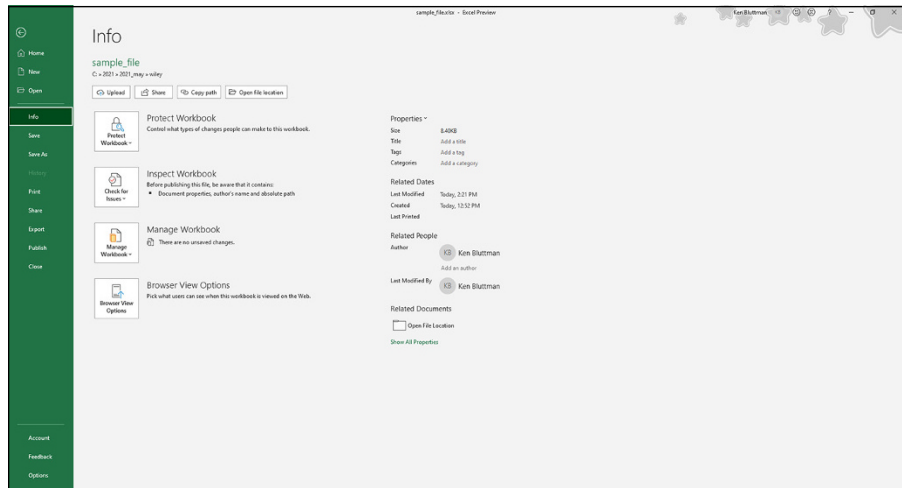 sample_file.xlsx - Excel Preview
Ken Bluttman
?
Info
Home
New
Open
Info
Save
Save As
History
Print
Share
Export
Publish
Close
Account
Feedback
Options
sample_file
C: » 2021 » 2021_may » wiley
Upload
Share
Copy path
Open file location
Protect
Workbook
Protect Workbook
Control what types of changes people can make to this workbook.
Check for
Issues
Inspect Workbook
Before publishing this file, be aware that it contains:
Document properties, author's name and absolute path
Manage
Workbook
Manage Workbook
There are no unsaved changes.
Browser View
Options
Browser View Options
Pick what users can see when this workbook is viewed on the Web.
Properties
Size 8.40KB
Title Add a title
Tags Add a tag
Categories Add a category
Related Dates
Last Modified Today, 2:21 PM
Created Today, 12:52 PM
Last Printed
Related People
Author KB Ken Bluttman
Add an author
Last Modified By KB Ken Bluttman
Related Documents
Open File Location
Show All Properties